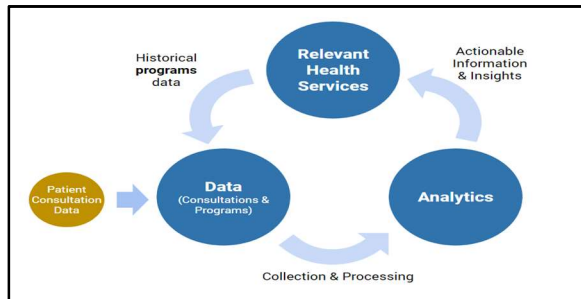 Historical
programs
data
Relevant
Health
Services
Actionable
Information
& Insights
Patient
Consultation
Data
Data
(Consultations &
Programs)
Analytics
Collection & Processing